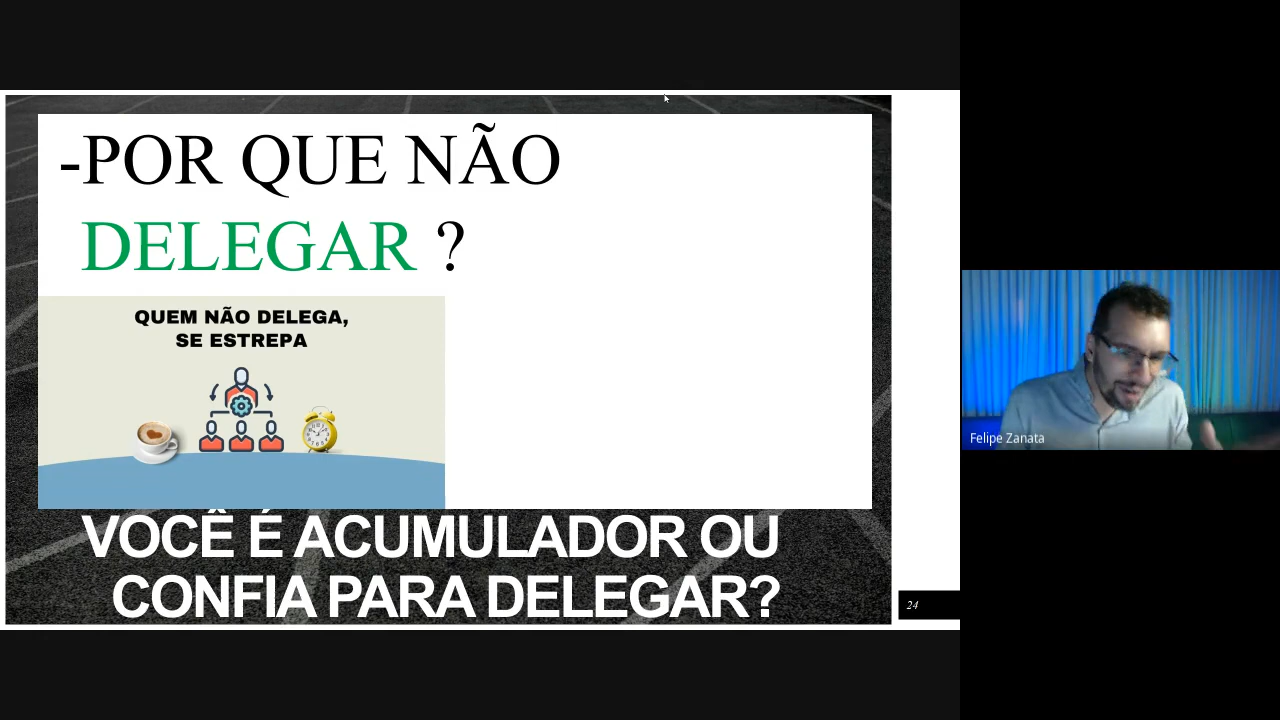 -POR QUE NÃO
DELEGAR ?
QUEM NÃO DELEGA,
SE ESTREPA
VOCÊ É ACUMULADOR OU
CONFIA PARA DELEGAR?
24
Felipe Zanata